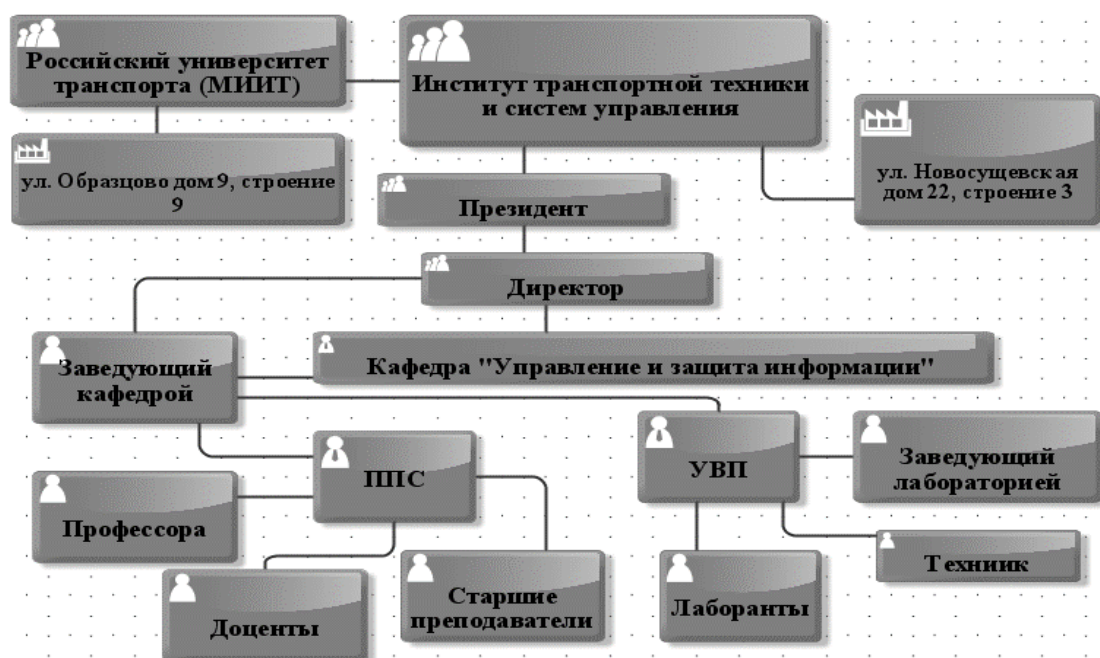 Российский университет
транспорта (МИИТ)
Институт транспортной техники
и систем управления
ул. Образцово дом 9, строение
9
ул. Новосущевская
дом 22, строение 3
Президент
Директор
Заведующий
кафедрой
Кафедра "Управление и защита информации"
ППС
УВП
Заведующий
лабораторией
Профессора
Техниик
Доценты
Старшие
преподаватели
Лаборанты